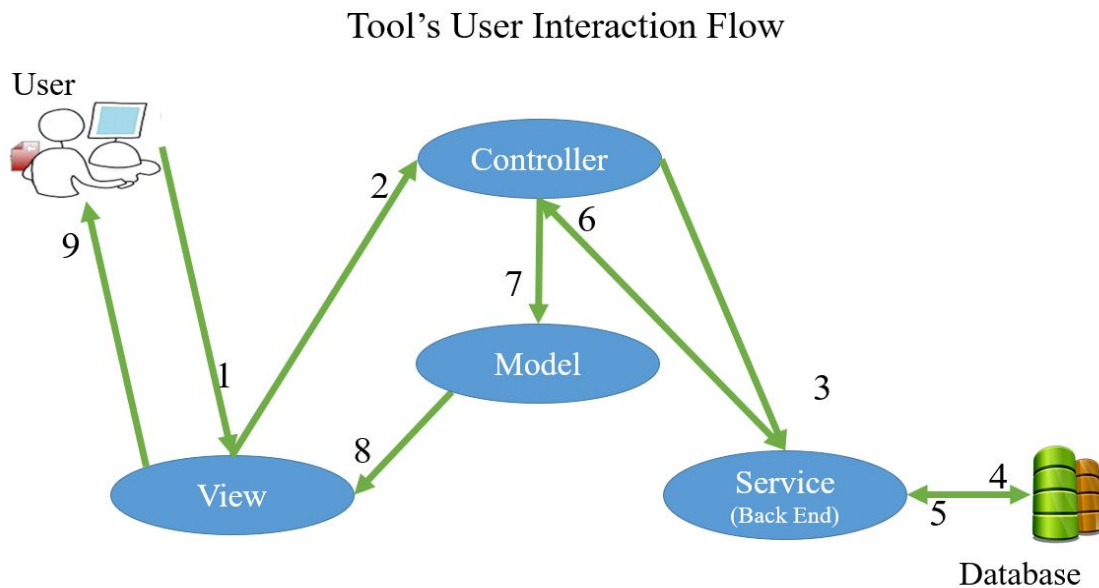 Tool’s User Interaction Flow
User
Controller
2
6
9
7
Model
1
3
8
View
Service
(Back End)
4
5
Database